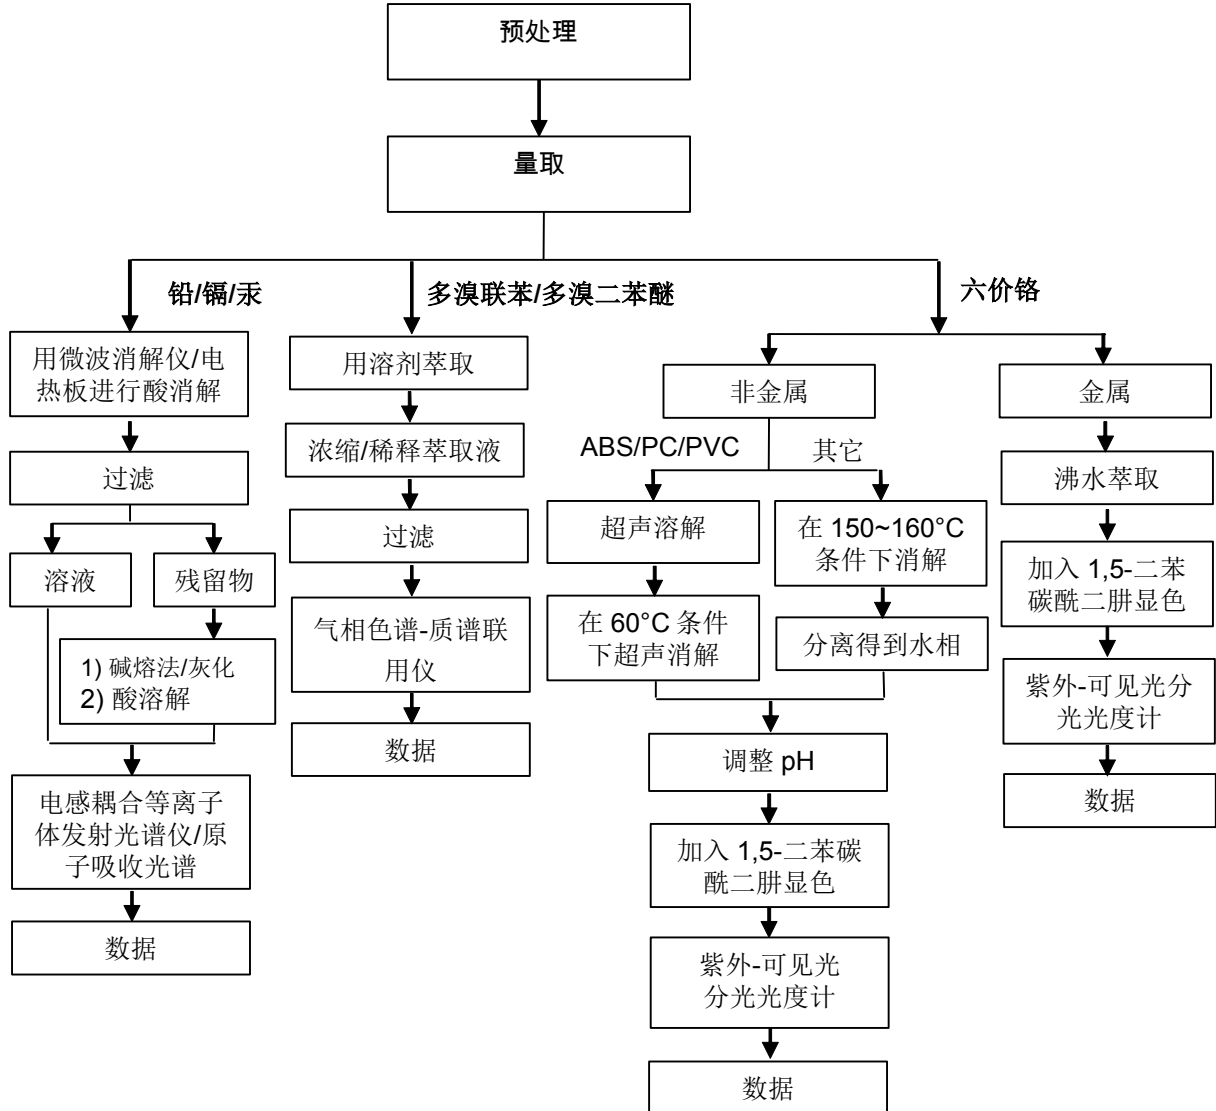 预处理
量取
铅/镉/汞
多溴联苯/多溴二苯醚
六价铬
用微波消解仪/电
热板进行酸消解
过滤
溶液
残留物
1) 碱熔法/灰化
2) 酸溶解
电感耦合等离子
体发射光谱仪/原
子吸收光谱
数据
用溶剂萃取
浓缩/稀释萃取液
过滤
气相色谱-质谱联
用仪
数据
非金属
ABS/PC/PVC
其它
超声溶解
在 60°C 条件
下超声消解
在 150~160°C
条件下消解
分离得到水相
调整 pH
加入 1,5-二苯碳
酰二肼显色
紫外-可见光
分光光度计
数据
金属
沸水萃取
加入 1,5-二苯
碳酰二肼显色
紫外-可见光分
光光度计
数据